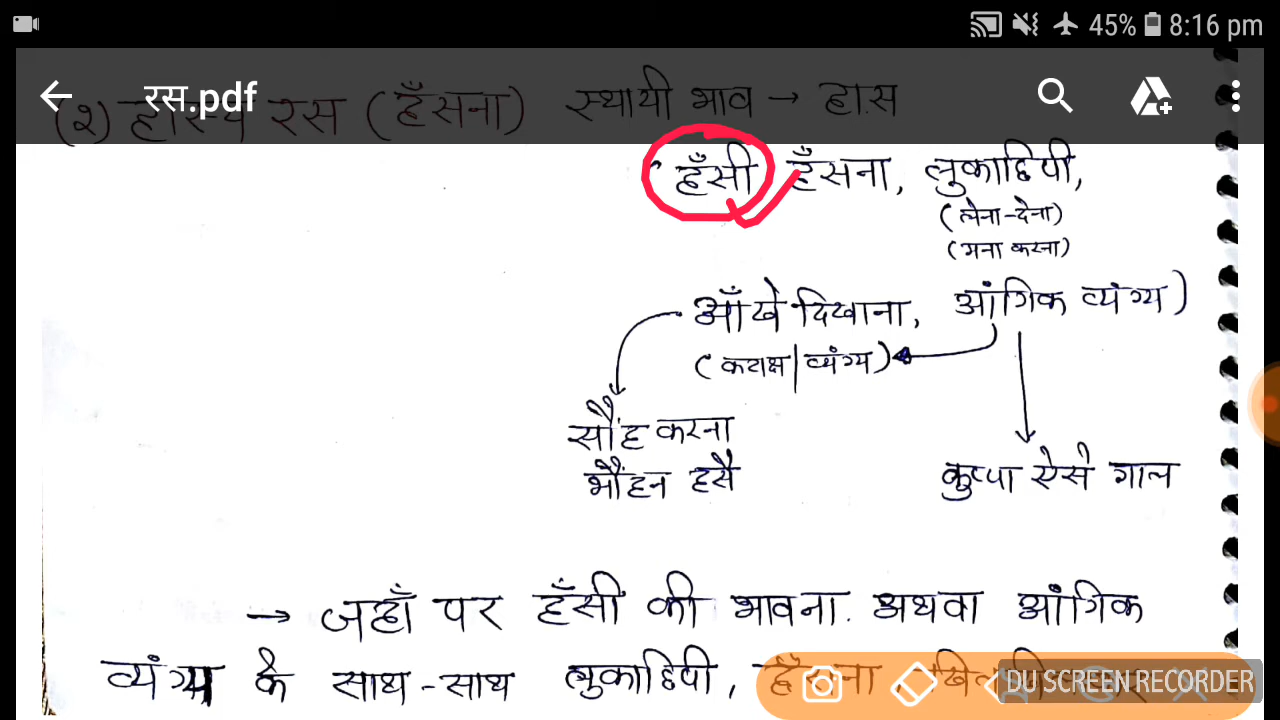 45% 8:16 pm
रस.pdf
(२) हास्य रस (हँसना) स्थायी भाव → हास
हँसी हँसना, लुकाछिपी,
(लेना-देना)
(मना करना)
आँखे दिखाना, आंगिक व्यंग्य)
(कटाक्ष|व्यंग्य)
सौंह करना
भौंहन हसै कुप्पा ऐसे गाल
→ जहाँ पर हँसी की भावना. अथवा आंगिक
व्यंग्य के साथ-साथ लुकाछिपी, हँसना,
DU SCREEN RECORDER